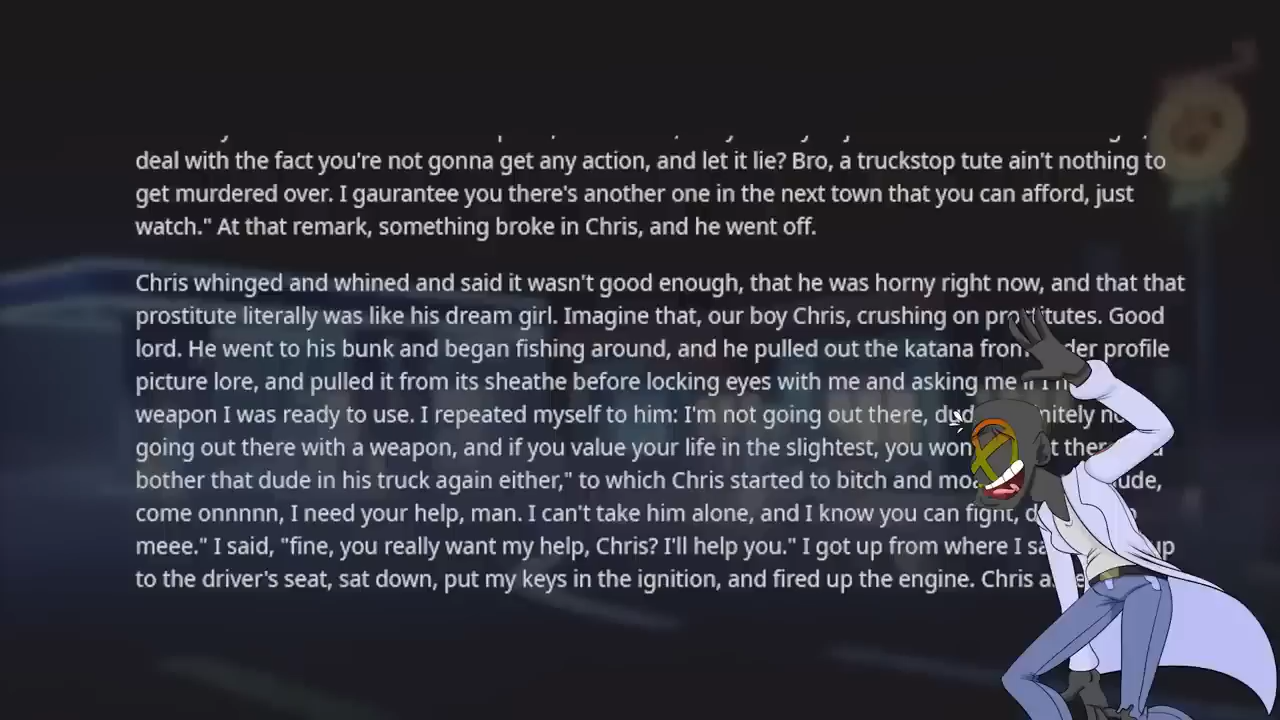 deal with the fact you're not gonna get any action, and let it lie? Bro, a truckstop tute ain't nothing to
get murdered over. I gaurantee you there's another one in the next town that you can afford, just
watch." At that remark, something broke in Chris, and he went off.
Chris whinged and whined and said it wasn't good enough, that he was horny right now, and that that
prostitute literally was like his dream girl. Imagine that, our boy Chris, crushing on prostitutes. Good
lord. He went to his bunk and began fishing around, and he pulled out the katana from profile
picture lore, and pulled it from its sheathe before locking eyes with me and asking me
weapon I was ready to use. I repeated myself to him: I'm not going out there,
going out there with a weapon, and if you value your life in the slightest, you
bother that dude in his truck again either," to which Chris started to bitch and
come onnnnn, I need your help, man. I can't take him alone, and I know you can fight,
meee." I said, "fine, you really want my help, Chris? I'll help you." I got up from where I up
to the driver's seat, sat down, put my keys in the ignition, and fired up the engine. Chris